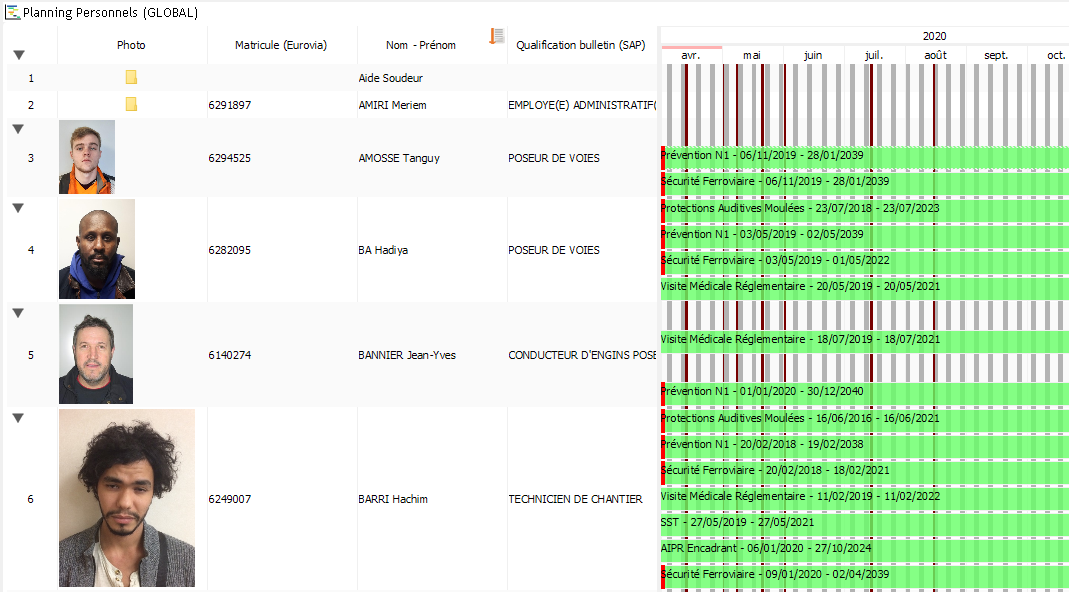 Planning Personnels (GLOBAL)
Photo Matricule (Eurovia) Nom - Prénom Qualification bulletin (SAP)
2020
avr. mai juin juil. août sept. oct.
1 Aide Soudeur
2 6291897 AMIRI Meriem EMPLOYE(E) ADMINISTRATIF(
3 6294525 AMOSSE Tanguy POSEUR DE VOIES
Prévention N1 - 06/11/2019 - 28/01/2039
Sécurité Ferroviaire - 06/11/2019 - 28/01/2039
4 6282095 BA Hadiya POSEUR DE VOIES
Protections Auditives Moulées - 23/07/2018 - 23/07/2023
Prévention N1 - 03/05/2019 - 02/05/2039
Sécurité Ferroviaire - 03/05/2019 - 01/05/2022
Visite Médicale Réglementaire - 20/05/2019 - 20/05/2021
5 6140274 BANNIER Jean-Yves CONDUCTEUR D'ENGINS POSE
Visite Médicale Réglementaire - 18/07/2019 - 18/07/2021
Prévention N1 - 01/01/2020 - 30/12/2040
6 6249007 BARRI Hachim TECHNICIEN DE CHANTIER
Protections Auditives Moulées - 16/06/2016 - 16/06/2021
Prévention N1 - 20/02/2018 - 19/02/2038
Sécurité Ferroviaire - 20/02/2018 - 18/02/2021
Visite Médicale Réglementaire - 11/02/2019 - 11/02/2022
SST - 27/05/2019 - 27/05/2021
AIPR Encadrant - 06/01/2020 - 27/10/2024
Sécurité Ferroviaire - 09/01/2020 - 02/04/2039